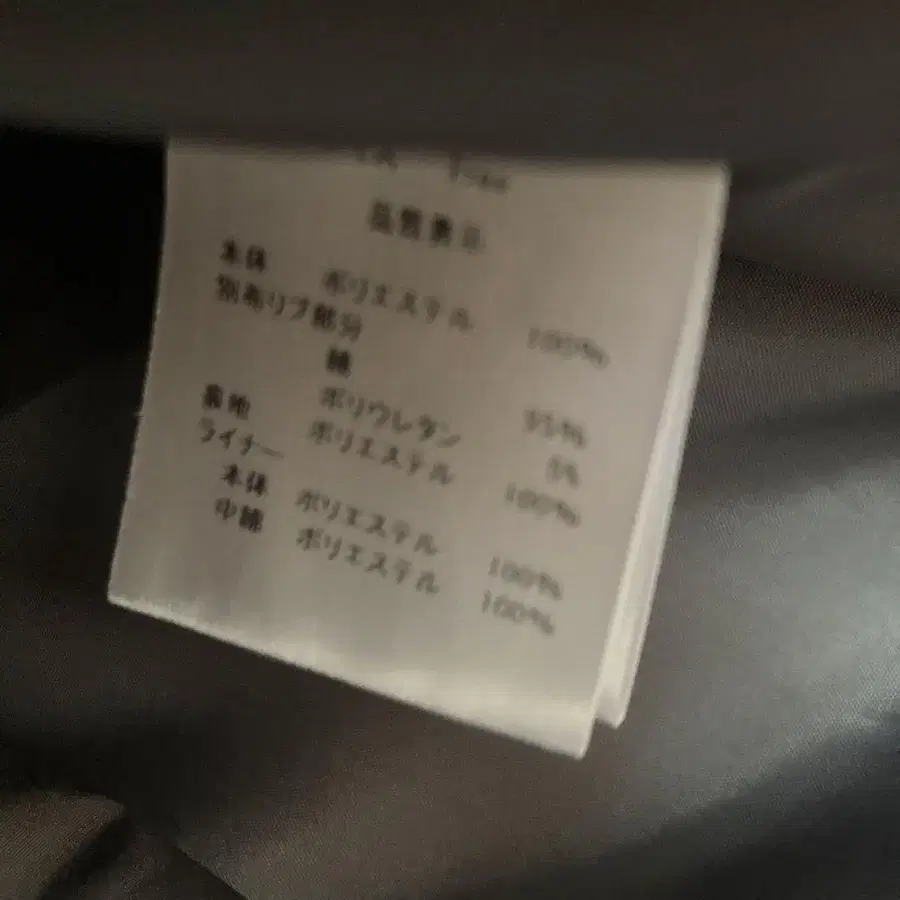 品質表示
本体 ポリエステル 100%
別布リブ部分
綿 95%
ポリウレタン 5%
裏地 ポリエステル 100%
ライナー
本体 ポリエステル 100%
中綿 ポリエステル 100%